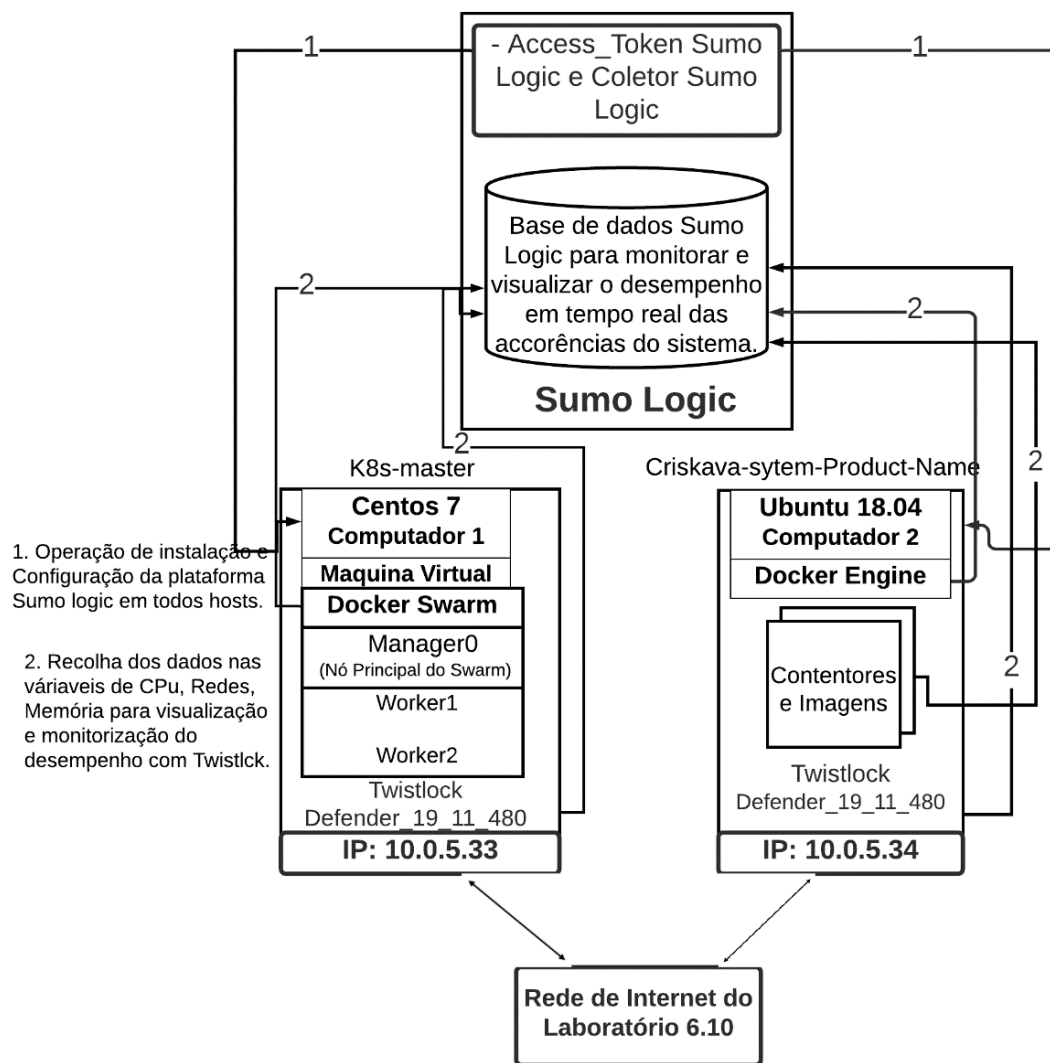 1
- Access_Token Sumo
Logic e Coletor Sumo
Logic
1
Base de dados Sumo
Logic para monitorar e
visualizar o desempenho
em tempo real das
accorências do sistema.
Sumo Logic
2
2
2
2
2
K8s-master
Centos 7
Computador 1
Maquina Virtual
Docker Swarm
Manager0
(Nó Principal do Swarm)
Worker1
Worker2
Twistlock
Defender_19_11_480
IP: 10.0.5.33
Criskava-sytem-Product-Name
Ubuntu 18.04
Computador 2
Docker Engine
Contentores
e Imagens
Twistlock
Defender_19_11_480
IP: 10.0.5.34
1. Operação de instalação e
Configuração da plataforma
Sumo logic em todos hosts.
2. Recolha dos dados nas
váriaveis de CPu, Redes,
Memória para visualização
e monitorização do
desempenho com Twistlck.
Rede de Internet do
Laboratório 6.10